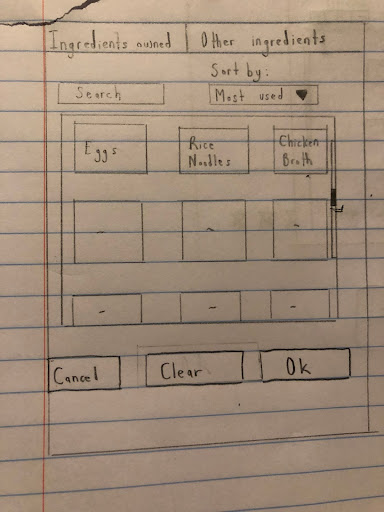 Ingredients owned | Other ingredients
Sort by:
Search
Most used
Eggs
Rice
Noodles
Chicken
Broth
~
~
~
~
~
~
Cancel
Clear
Ok